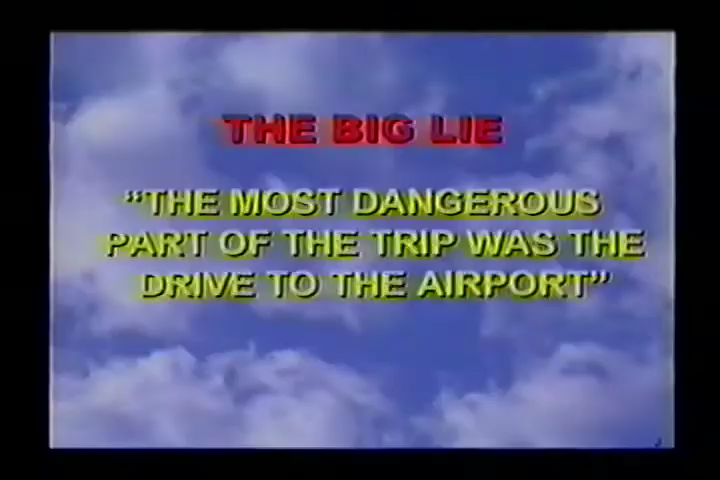 THE BIG LIE
“THE MOST DANGEROUS
PART OF THE TRIP WAS THE
DRIVE TO THE AIRPORT”